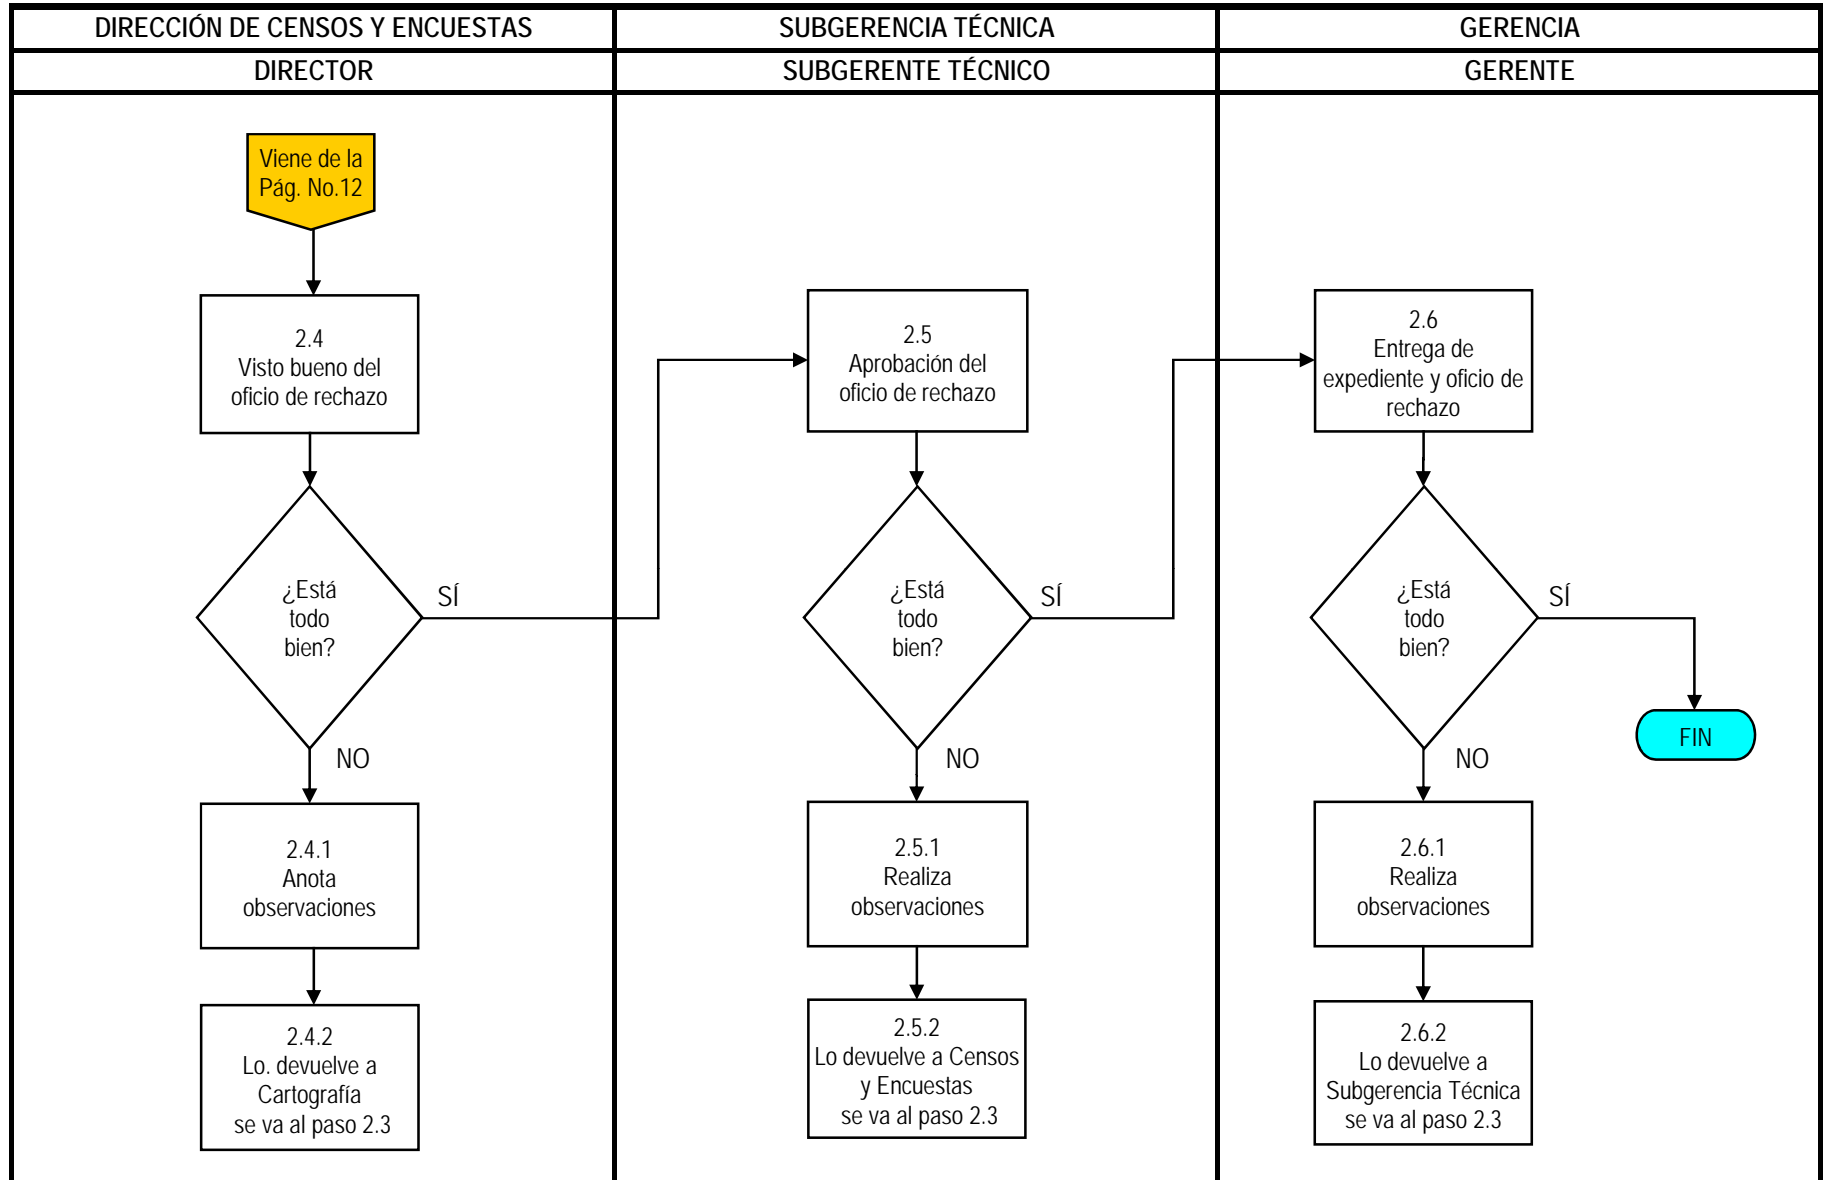 DIRECCIÓN DE CENSOS Y ENCUESTAS
SUBGERENCIA TÉCNICA
GERENCIA
DIRECTOR
SUBGERENTE TÉCNICO
GERENTE
Viene de la
Pág. No.12
2.4
Visto bueno del
oficio de rechazo
¿Está
todo
bien?
SÍ
NO
2.4.1
Anota
observaciones
2.4.2
Lo. devuelve a
Cartografía
se va al paso 2.3
2.5
Aprobación del
oficio de rechazo
¿Está
todo
bien?
SÍ
NO
2.5.1
Realiza
observaciones
2.5.2
Lo devuelve a Censos
y Encuestas
se va al paso 2.3
2.6
Entrega de
expediente y oficio de
rechazo
¿Está
todo
bien?
SÍ
FIN
NO
2.6.1
Realiza
observaciones
2.6.2
Lo devuelve a
Subgerencia Técnica
se va al paso 2.3